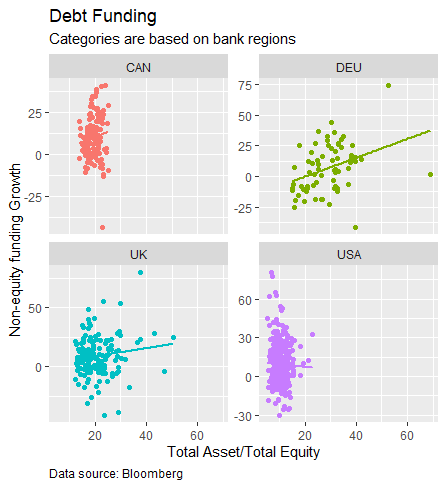 Debt Funding
Categories are based on bank regions
CAN
DEU
25
0
-25
75
50
25
0
-25
Non-equity funding Growth
UK
USA
50
0
60
30
0
-30
20
40
60
20
40
60
Total Asset/Total Equity
Data source: Bloomberg